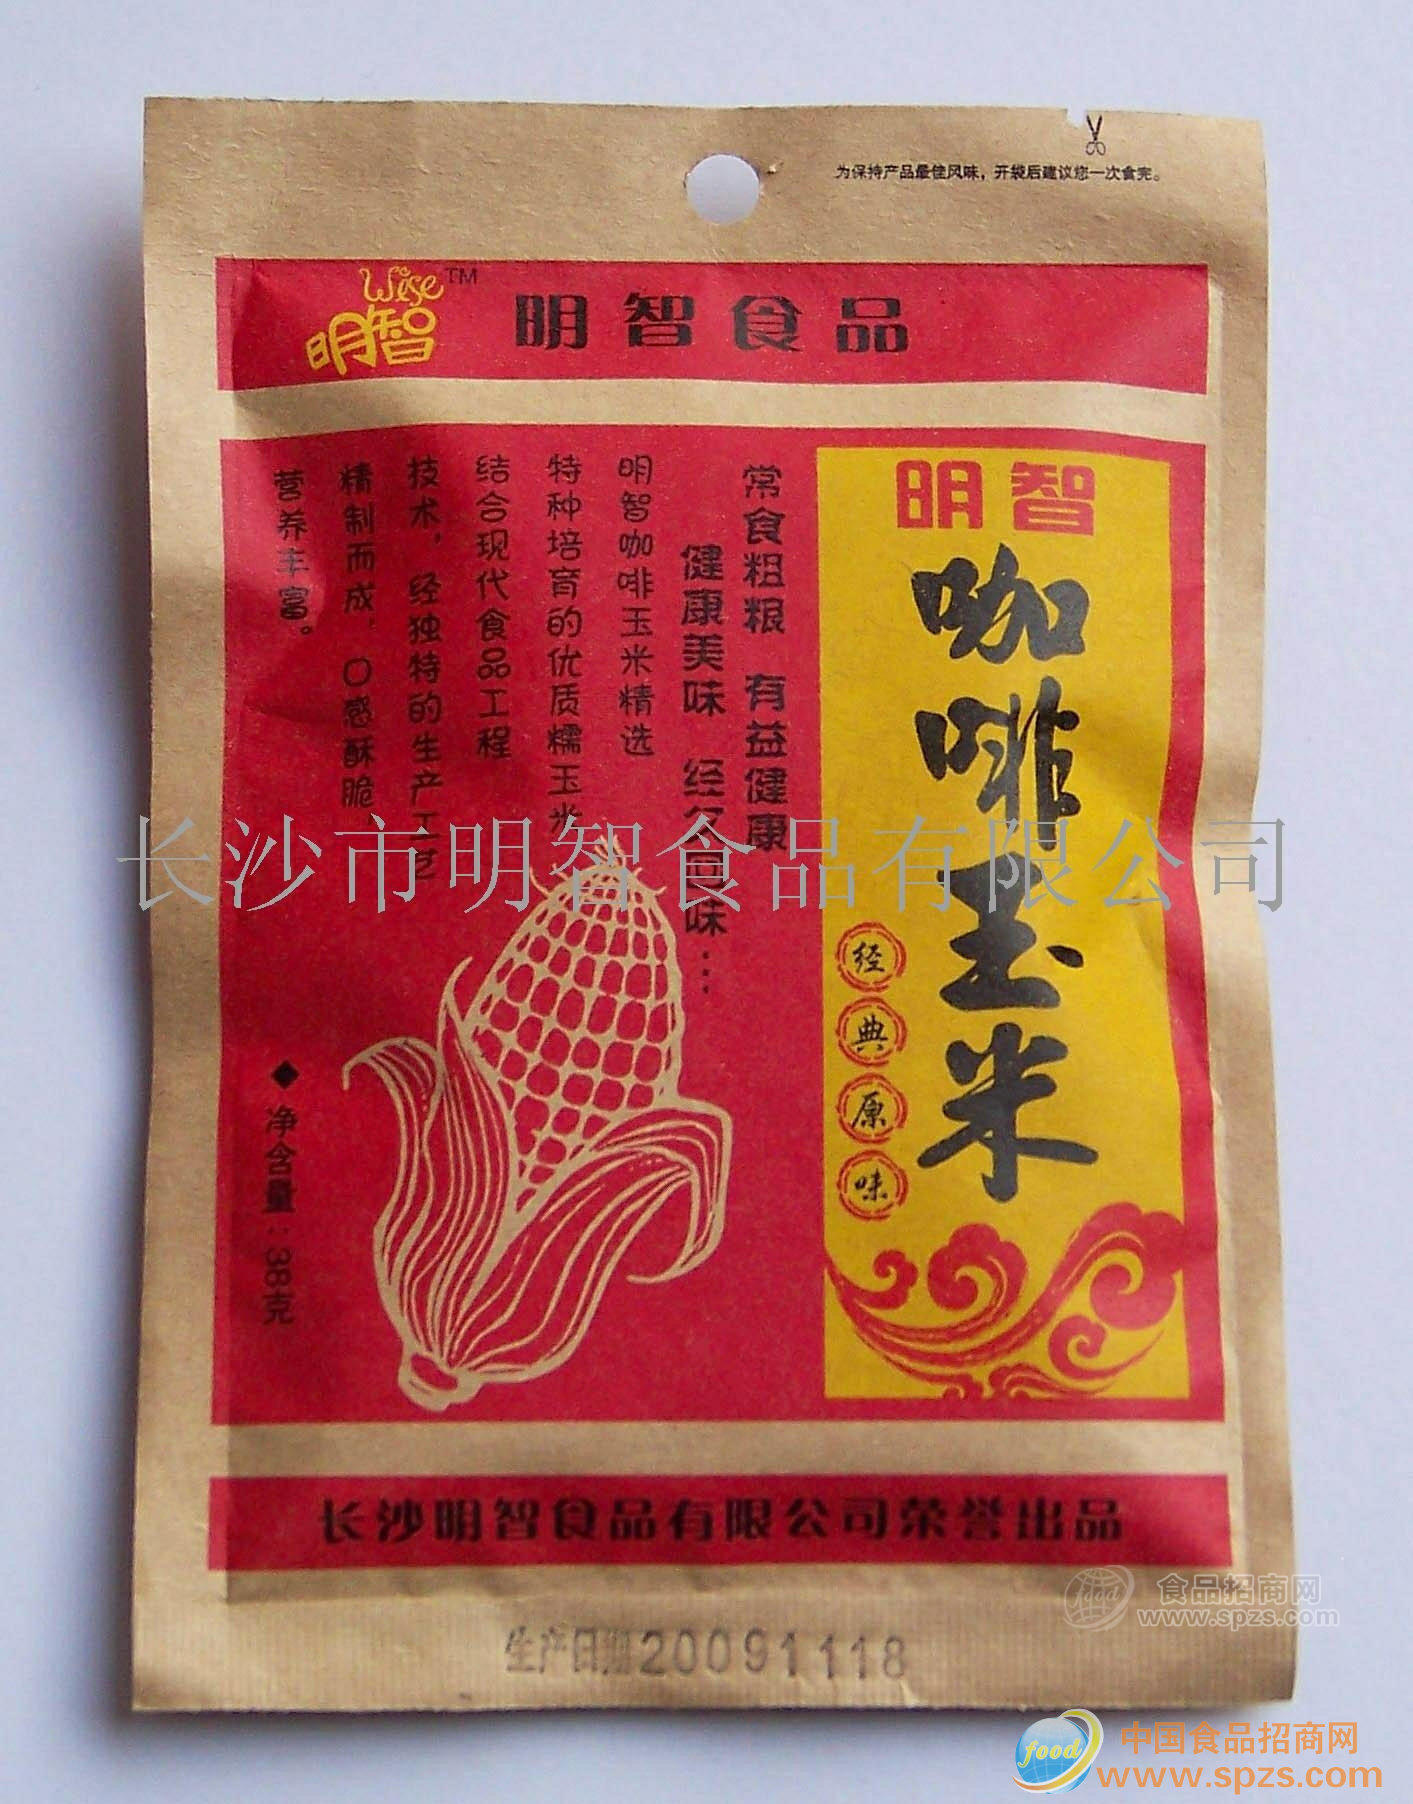 为保持产品最佳风味，开袋后建议您一次食完。
Wise TM
明智
明智食品
明智
咖啡玉米
经典原味
常食粗粮 有益健康
健康美味 经久回味……
明智咖啡玉米精选
特种培育的优质糯玉米
结合现代食品工程
技术，经独特的生产工艺
精制而成，口感酥脆
营养丰富。
◆ 净含量：38克
长沙市明智食品有限公司
长沙明智食品有限公司荣誉出品
生产日期20091118
food 食品招商网
www.spzs.com
food 中国食品招商网
www.spzs.com